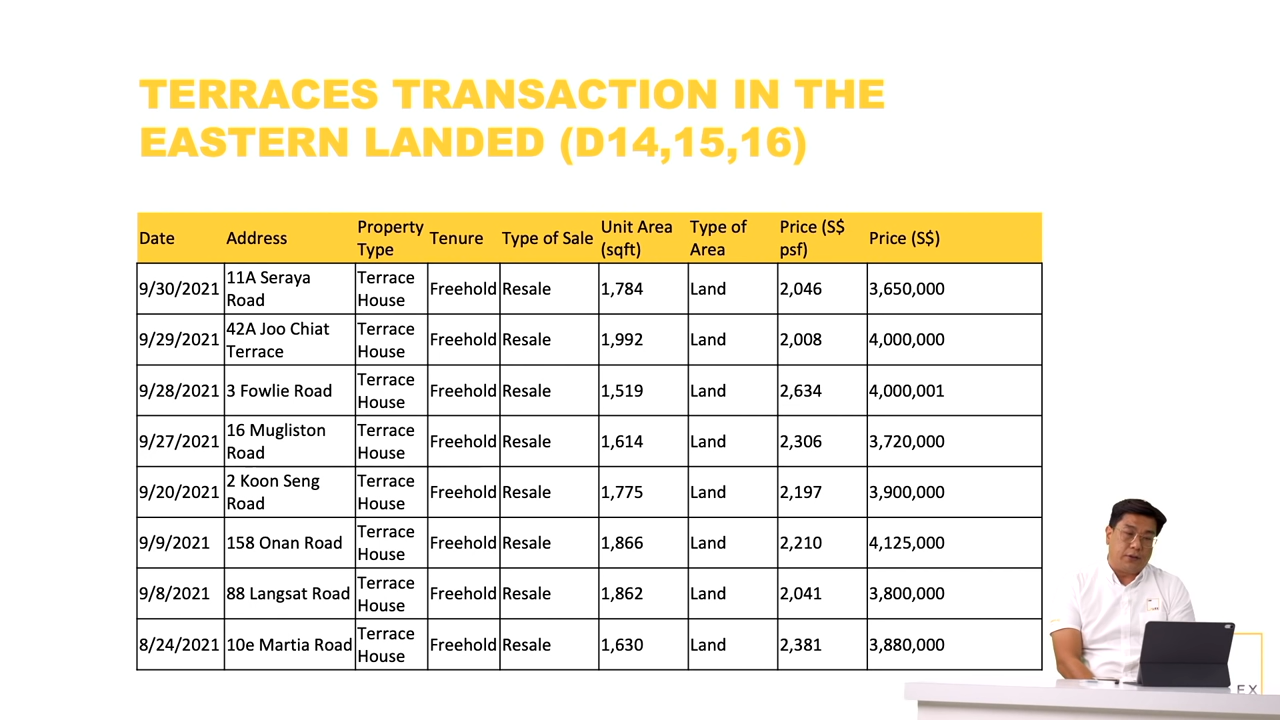 TERRACES TRANSACTION IN THE
EASTERN LANDED (D14,15,16)
Date Address Property Type Tenure Type of Sale Unit Area (sqft) Type of Area Price (S$ psf) Price (S$)
9/30/2021 11A Seraya Road Terrace House Freehold Resale 1,784 Land 2,046 3,650,000
9/29/2021 42A Joo Chiat Terrace Terrace House Freehold Resale 1,992 Land 2,008 4,000,000
9/28/2021 3 Fowlie Road Terrace House Freehold Resale 1,519 Land 2,634 4,000,001
9/27/2021 16 Mugliston Road Terrace House Freehold Resale 1,614 Land 2,306 3,720,000
9/20/2021 2 Koon Seng Road Terrace House Freehold Resale 1,775 Land 2,197 3,900,000
9/9/2021 158 Onan Road Terrace House Freehold Resale 1,866 Land 2,210 4,125,000
9/8/2021 88 Langsat Road Terrace House Freehold Resale 1,862 Land 2,041 3,800,000
8/24/2021 10e Martia Road Terrace House Freehold Resale 1,630 Land 2,381 3,880,000
EX